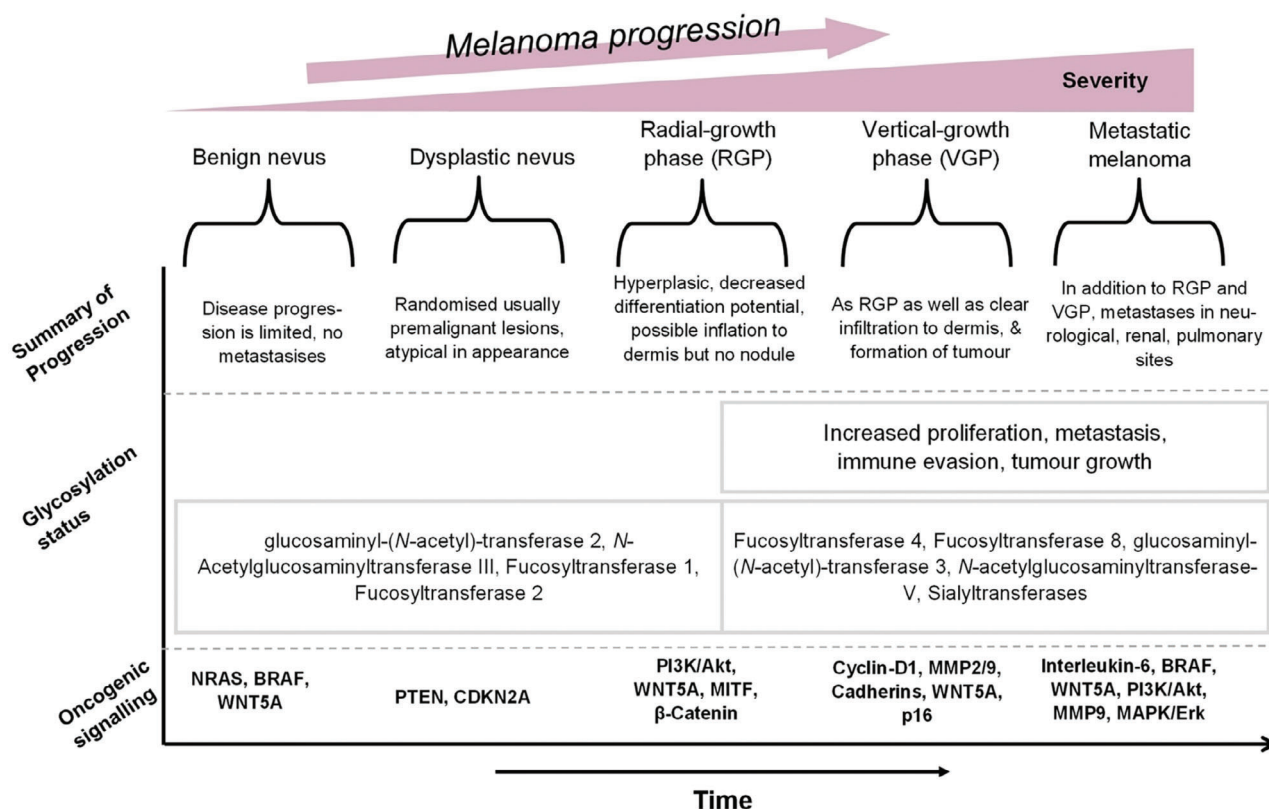 Melanoma progression
Severity
Benign nevus
Dysplastic nevus
Radial-growth
phase (RGP)
Vertical-growth
phase (VGP)
Metastatic
melanoma
Summary of
Progression
Disease progres-
sion is limited, no
metastasises
Randomised usually
premalignant lesions,
atypical in appearance
Hyperplasic, decreased
differentiation potential,
possible inflation to
dermis but no nodule
As RGP as well as clear
infiltration to dermis, &
formation of tumour
In addition to RGP and
VGP, metastases in neu-
rological, renal, pulmonary
sites
Glycosylation
status
Increased proliferation, metastasis,
immune evasion, tumour growth
glucosaminyl-(N-acetyl)-transferase 2, N-
Acetylglucosaminyltransferase III, Fucosyltransferase 1,
Fucosyltransferase 2
Fucosyltransferase 4, Fucosyltransferase 8, glucosaminyl-
(N-acetyl)-transferase 3, N-acetylglucosaminyltransferase-
V, Sialyltransferases
Oncogenic
signalling
NRAS, BRAF,
WNT5A
PTEN, CDKN2A
PI3K/Akt,
WNT5A, MITF,
β-Catenin
Cyclin-D1, MMP2/9,
Cadherins, WNT5A,
p16
Interleukin-6, BRAF,
WNT5A, PI3K/Akt,
MMP9, MAPK/Erk
Time